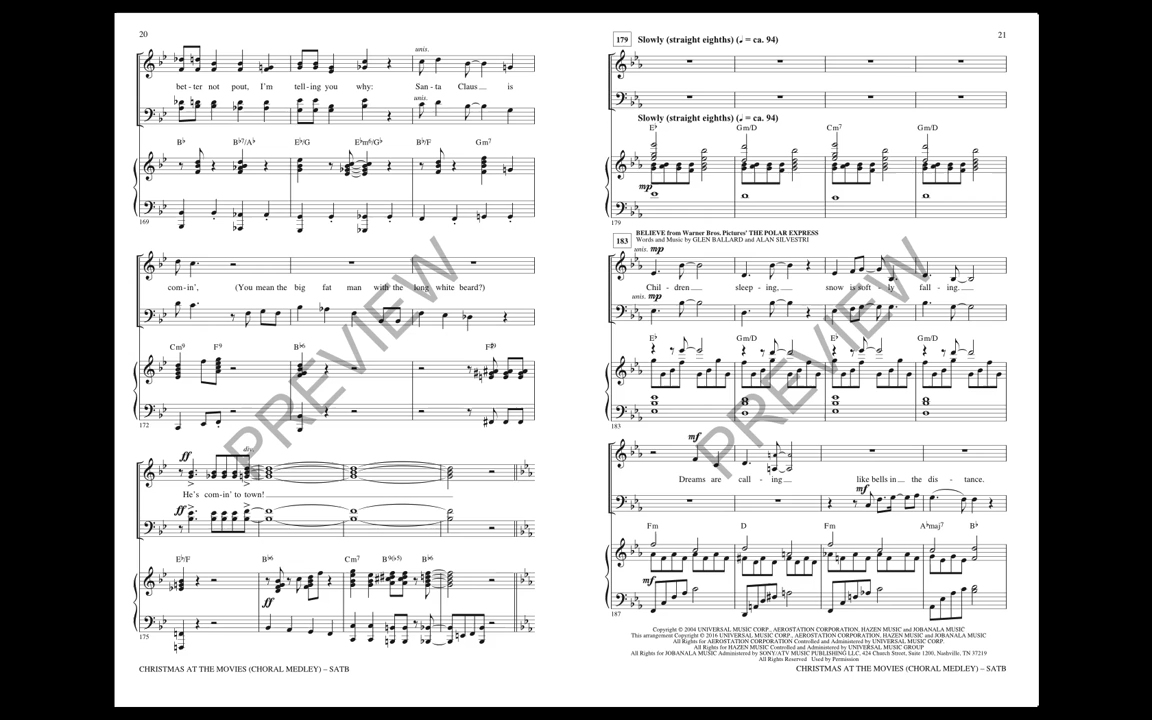 20
unis.
bet - ter not pout, I'm tell - ing you why: San - ta Claus is
unis.
B♭ B♭7/A♭ E♭/G E♭m6/G♭ B♭/F Gm7
169
com-in', (You mean the big fat man with the long white beard?)
Cm9 F9 B♭6
172
ff div.
He's com-in' to town!
ff
E♭/F B♭6 Cm7 B9(♭5) B♭6
ff
175
CHRISTMAS AT THE MOVIES (CHORAL MEDLEY) – SATB
21
179 Slowly (straight eighths) (♩ = ca. 94)
Slowly (straight eighths) (♩ = ca. 94)
E♭ Gm/D Cm7 Gm/D
mp
179
BELIEVE from Warner Bros. Pictures' THE POLAR EXPRESS
183 Words and Music by GLEN BALLARD and ALAN SILVESTRI
unis. mp
Chil - dren sleep - ing, snow is soft - ly fall - ing.
unis. mp
E♭ Gm/D E♭ Gm/D
183
mf
Dreams are call - ing like bells in the dis - tance.
mf
Fm D Fm A♭maj7 B♭
mf
187
Copyright © 2004 UNIVERSAL MUSIC CORP., AEROSTATION CORPORATION, HAZEN MUSIC and JOBANALA MUSIC
This arrangement Copyright © 2016 UNIVERSAL MUSIC CORP., AEROSTATION CORPORATION, HAZEN MUSIC and JOBANALA MUSIC
All Rights for AEROSTATION CORPORATION Controlled and Administered by UNIVERSAL MUSIC CORP.
All Rights for HAZEN MUSIC Controlled and Administered by UNIVERSAL MUSIC GROUP
All Rights for JOBANALA MUSIC Administered by SONY/ATV MUSIC PUBLISHING LLC, 424 Church Street, Suite 1200, Nashville, TN 37219
All Rights Reserved Used by Permission
CHRISTMAS AT THE MOVIES (CHORAL MEDLEY) – SATB
PREVIEW
PREVIEW